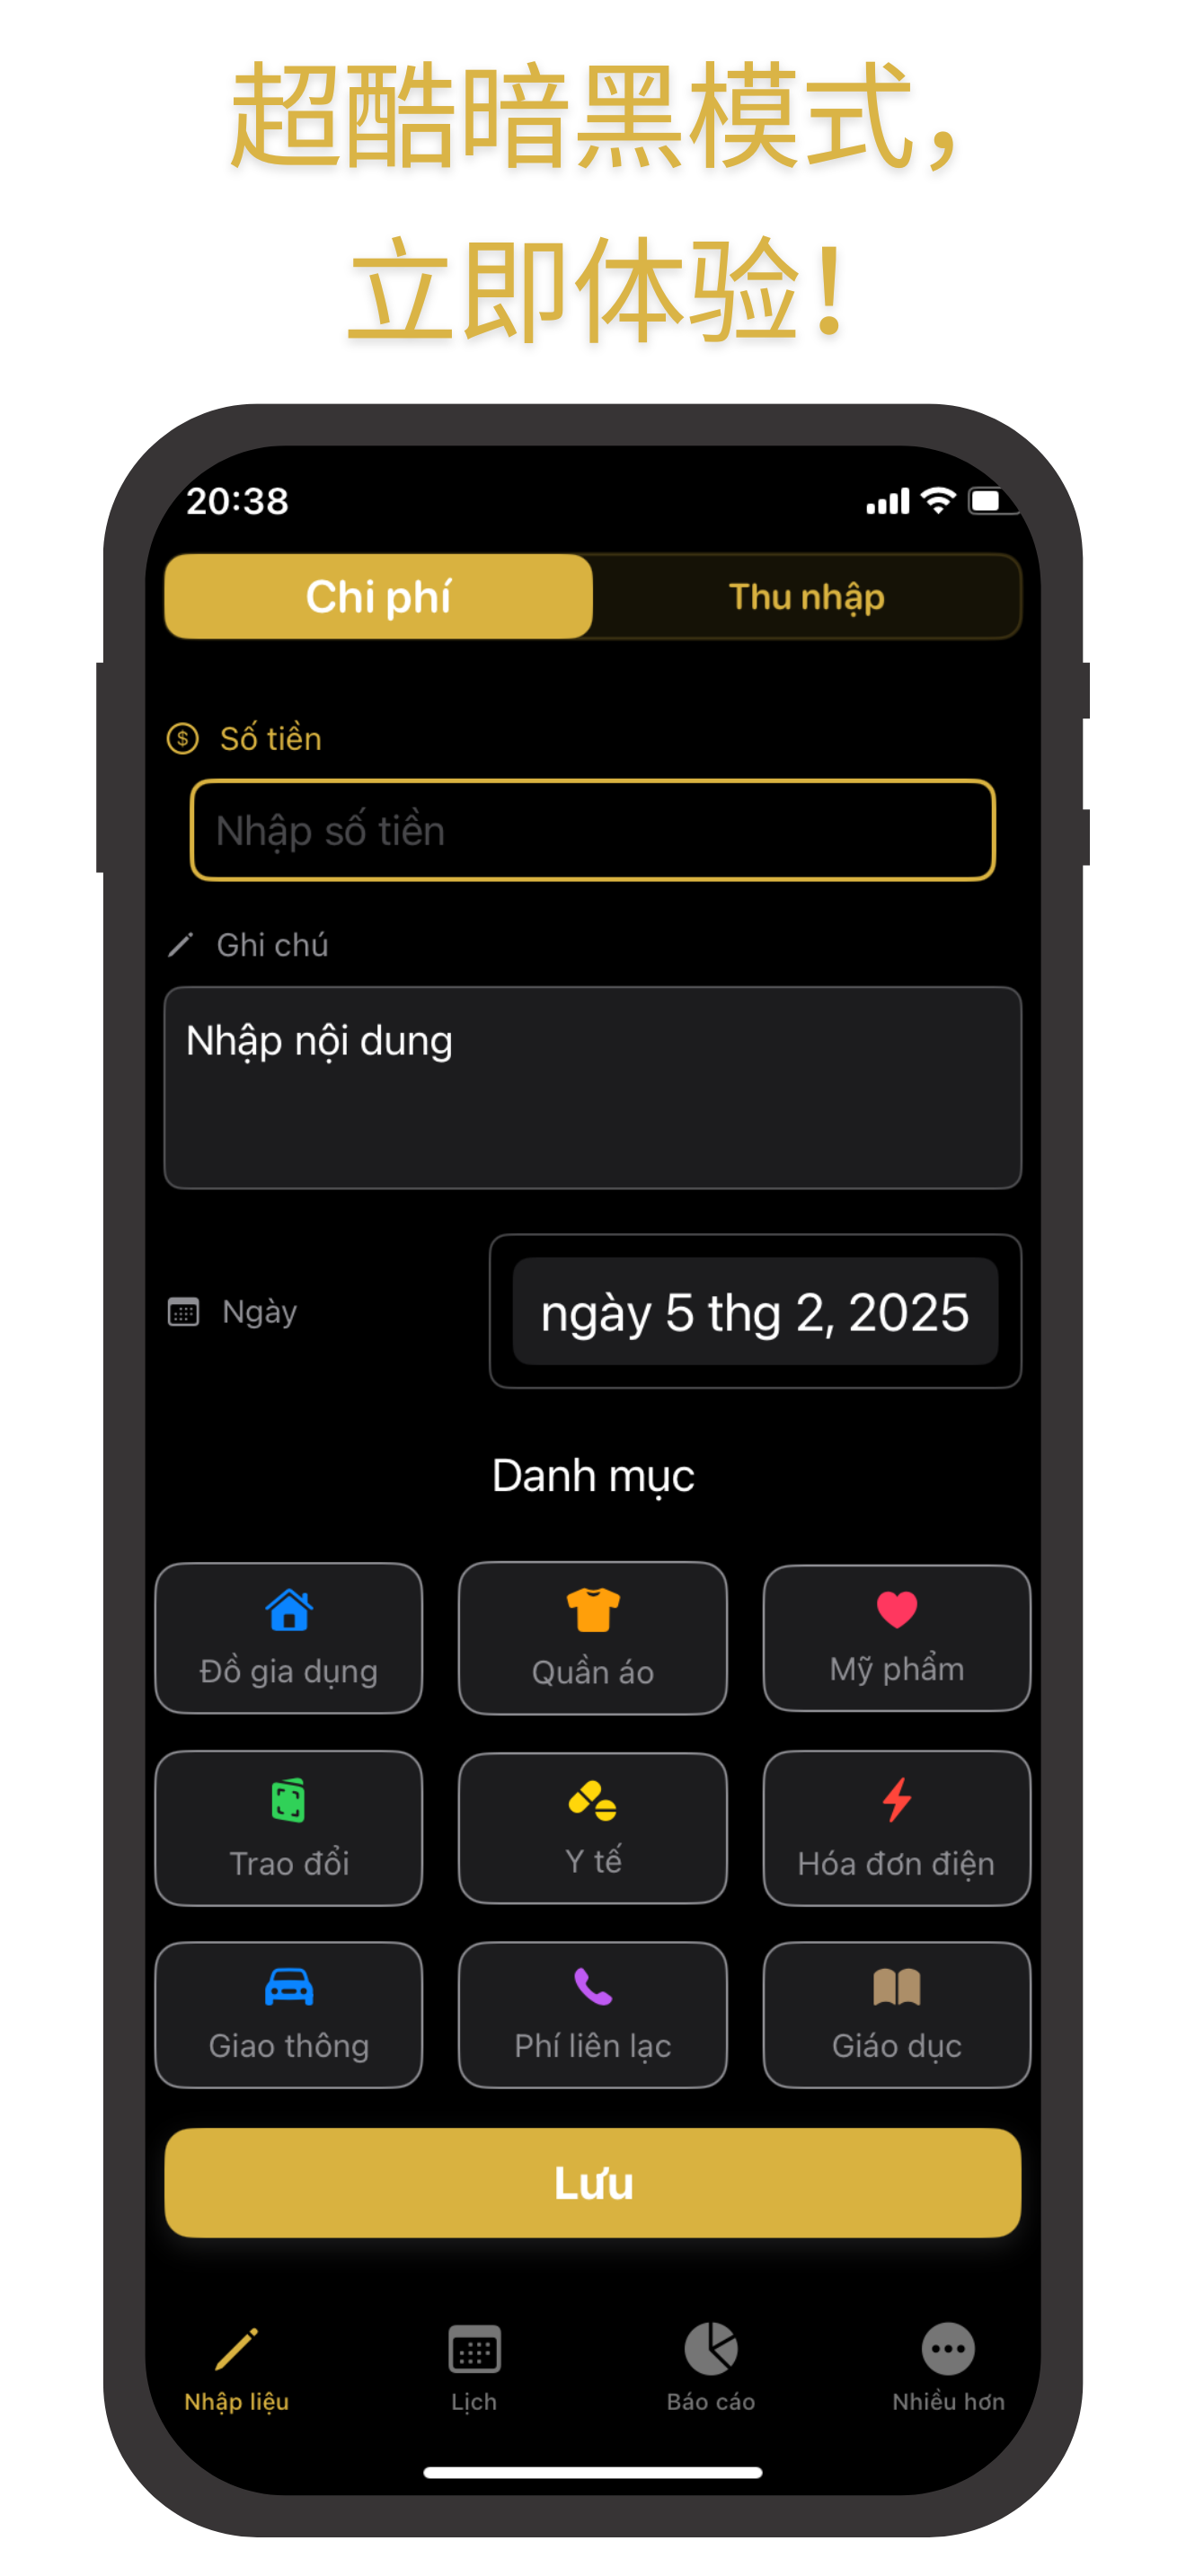 超酷暗黑模式，
立即体验！
20:38
Chi phí
Thu nhập
Số tiền
Nhập số tiền
Ghi chú
Nhập nội dung
Ngày
ngày 5 thg 2, 2025
Danh mục
Đồ gia dụng
Quần áo
Mỹ phẩm
Trao đổi
Y tế
Hóa đơn điện
Giao thông
Phí liên lạc
Giáo dục
Lưu
Nhập liệu
Lịch
Báo cáo
Nhiều hơn